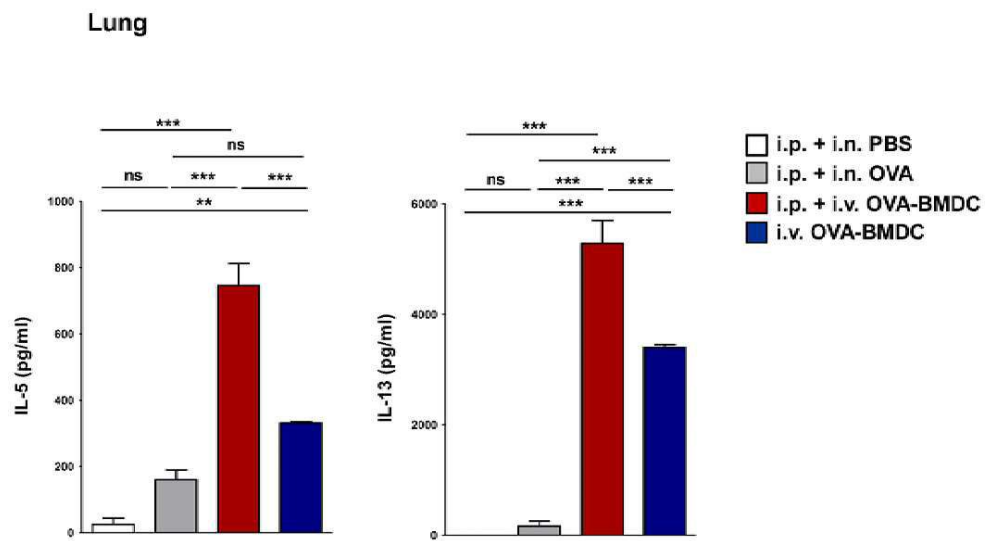 Lung
***
ns
ns
***
***
**
1000
800
600
400
200
0
IL-5 (pg/ml)
***
***
ns
***
***
***
6000
4000
2000
0
IL-13 (pg/ml)
i.p. + i.n. PBS
i.p. + i.n. OVA
i.p. + i.v. OVA-BMDC
i.v. OVA-BMDC